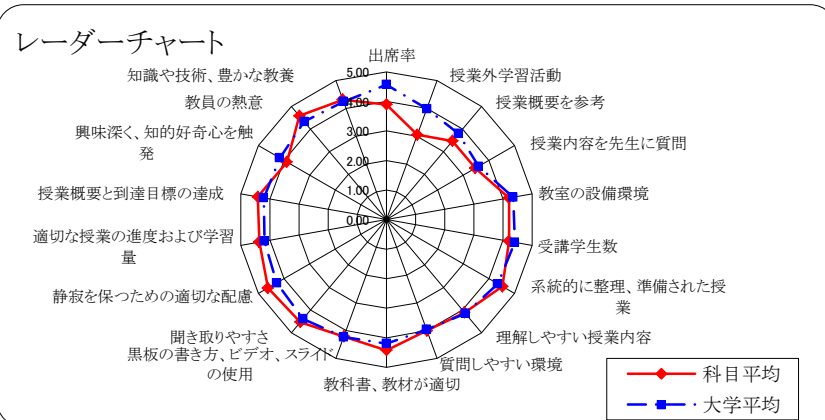 レーダーチャート
出席率
授業外学習活動
授業概要を参考
授業内容を先生に質問
教室の設備環境
受講学生数
系統的に整理、準備された授
業
理解しやすい授業内容
質問しやすい環境
教科書、教材が適切
黒板の書き方、ビデオ、スライド
の使用
聞き取りやすさ
静寂を保つための適切な配慮
適切な授業の進度および学習
量
授業概要と到達目標の達成
興味深く、知的好奇心を触
発
教員の熱意
知識や技術、豊かな教養
5.00
4.00
3.00
2.00
1.00
0.00
科目平均
大学平均